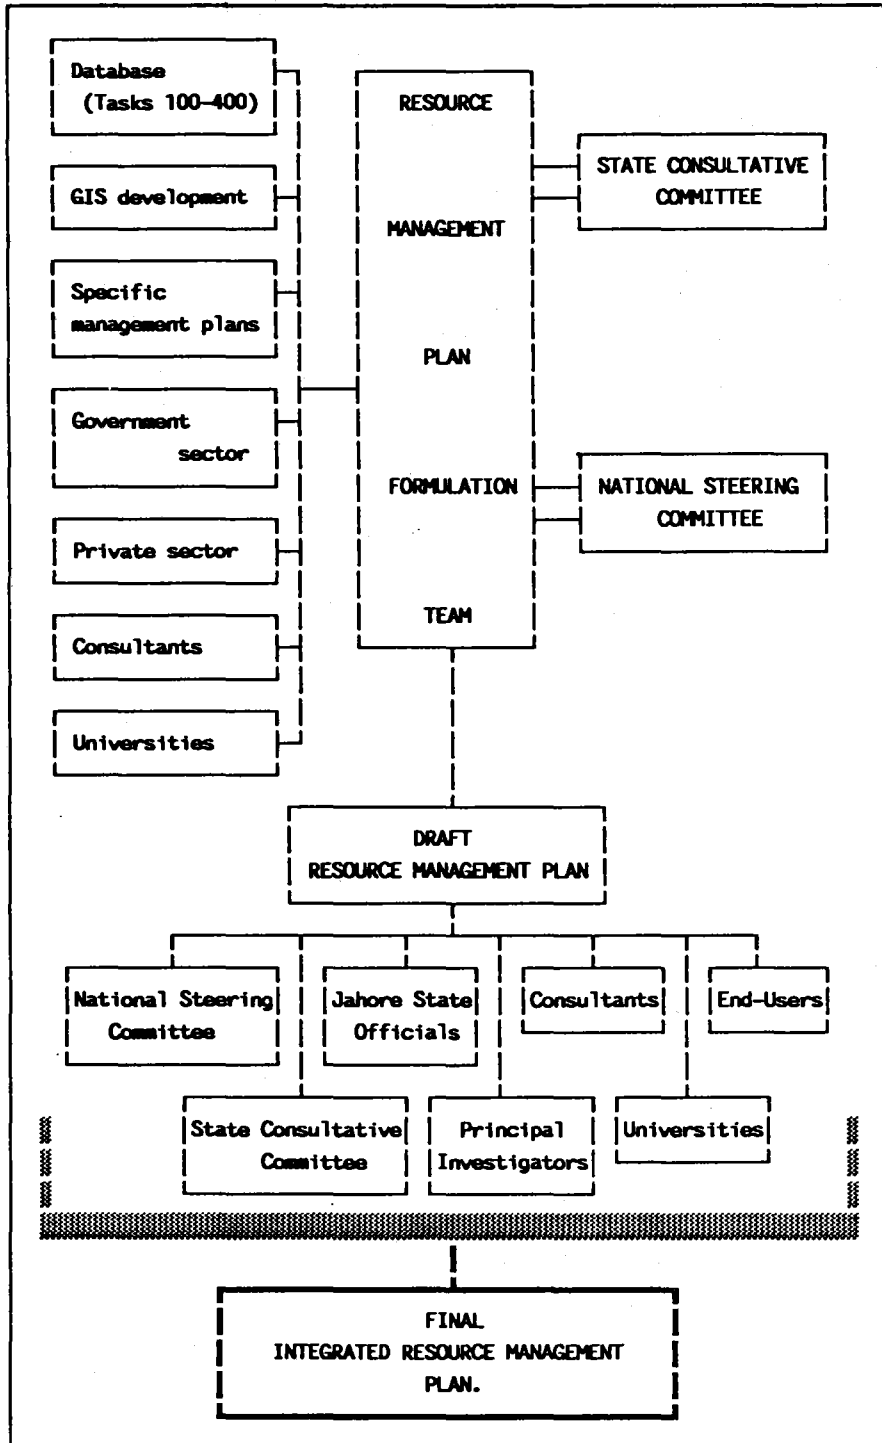 Database
(Tasks 100-400)
GIS development
Specific
management plans
Government
sector
Private sector
Consultants
Universities
RESOURCE
MANAGEMENT
PLAN
FORMULATION
TEAM
STATE CONSULTATIVE
COMMITTEE
NATIONAL STEERING
COMMITTEE
DRAFT
RESOURCE MANAGEMENT PLAN
National Steering
Committee
Jahore State
Officials
Consultants
End-Users
State Consultative
Committee
Principal
Investigators
Universities
FINAL
INTEGRATED RESOURCE MANAGEMENT
PLAN.